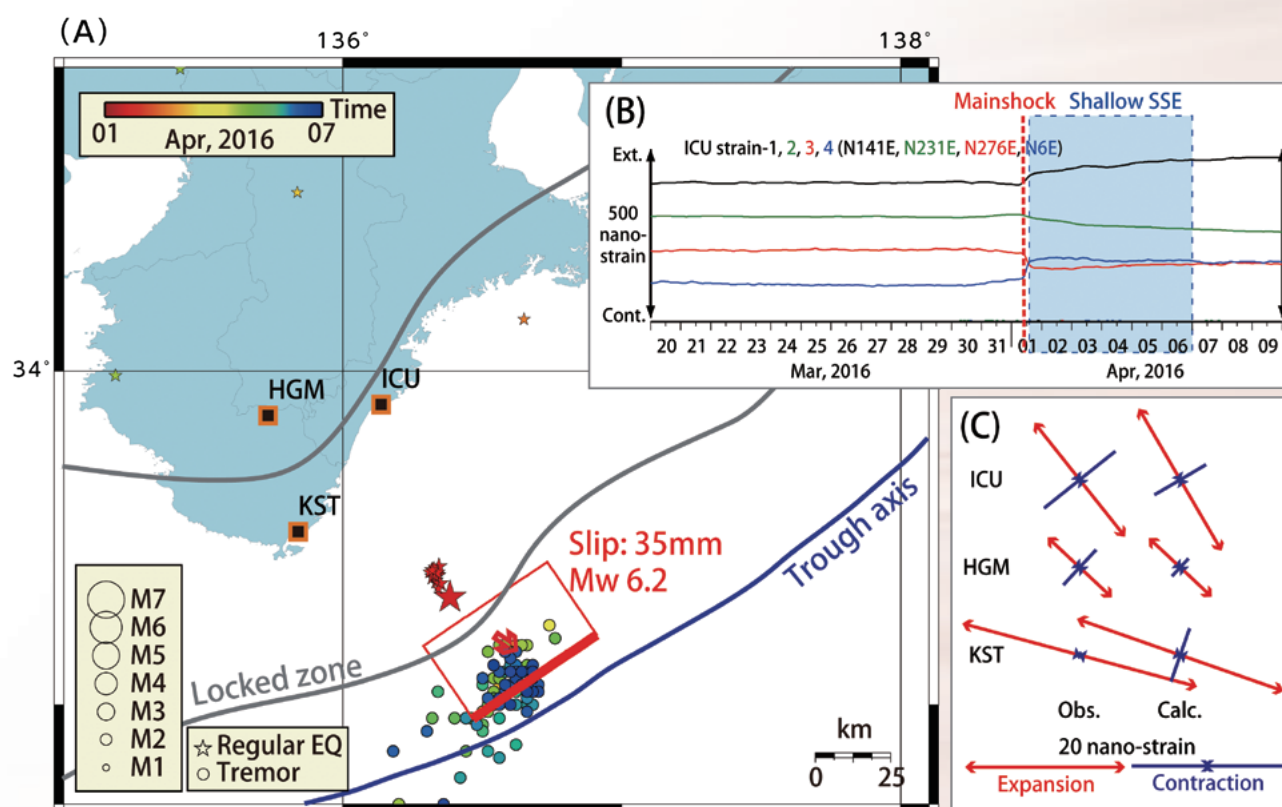 (A)
136°
138°
Time
01
07
Apr, 2016
34°
HGM
ICU
KST
Slip: 35mm
Mw 6.2
Trough axis
Locked zone
M7
M6
M5
M4
M3
M2
M1
Regular EQ
Tremor
km
0
25
(B)
Mainshock
Shallow SSE
ICU strain-1, 2, 3, 4 (N141E, N231E, N276E, N6E)
Ext.
500
nano-
strain
Cont.
20 21 22 23 24 25 26 27 28 29 30 31 01 02 03 04 05 06 07 08 09
Mar, 2016
Apr, 2016
(C)
ICU
HGM
KST
Obs.
Calc.
20 nano-strain
Expansion
Contraction